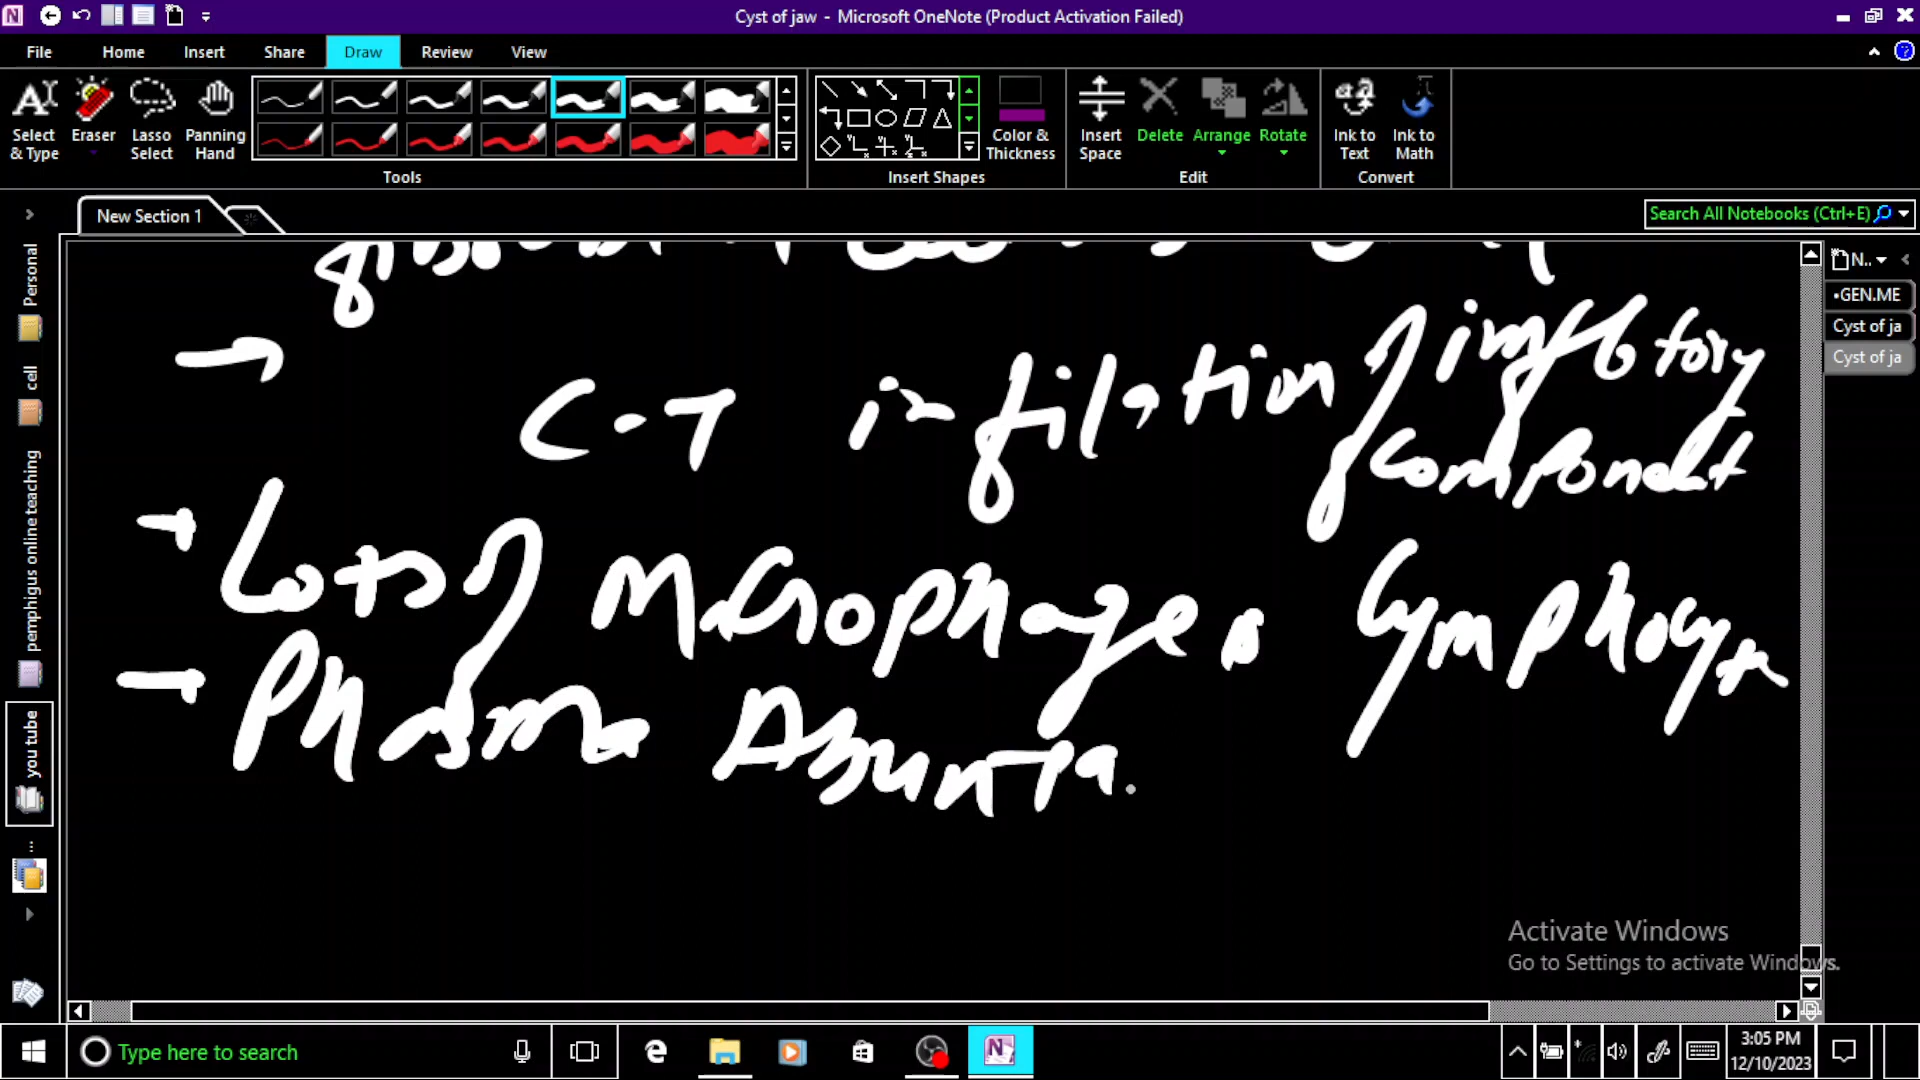 Cyst of jaw - Microsoft OneNote (Product Activation Failed)
File Home Insert Share Draw Review View
Select & Type
Eraser
Lasso Select
Panning Hand
Color & Thickness
Insert Space
Delete
Arrange
Rotate
Ink to Text
Ink to Math
Tools
Insert Shapes
Edit
Convert
New Section 1
Search All Notebooks (Ctrl+E)
Personal
cell
pemphigus online teaching
you tube
N..
•GEN.ME
Cyst of ja
Cyst of ja
→ C-T infilation of
component
→ Lots of Macrophages
→
Activate Windows
Go to Settings to activate Windows.
Type here to search
3:05 PM
12/10/2023